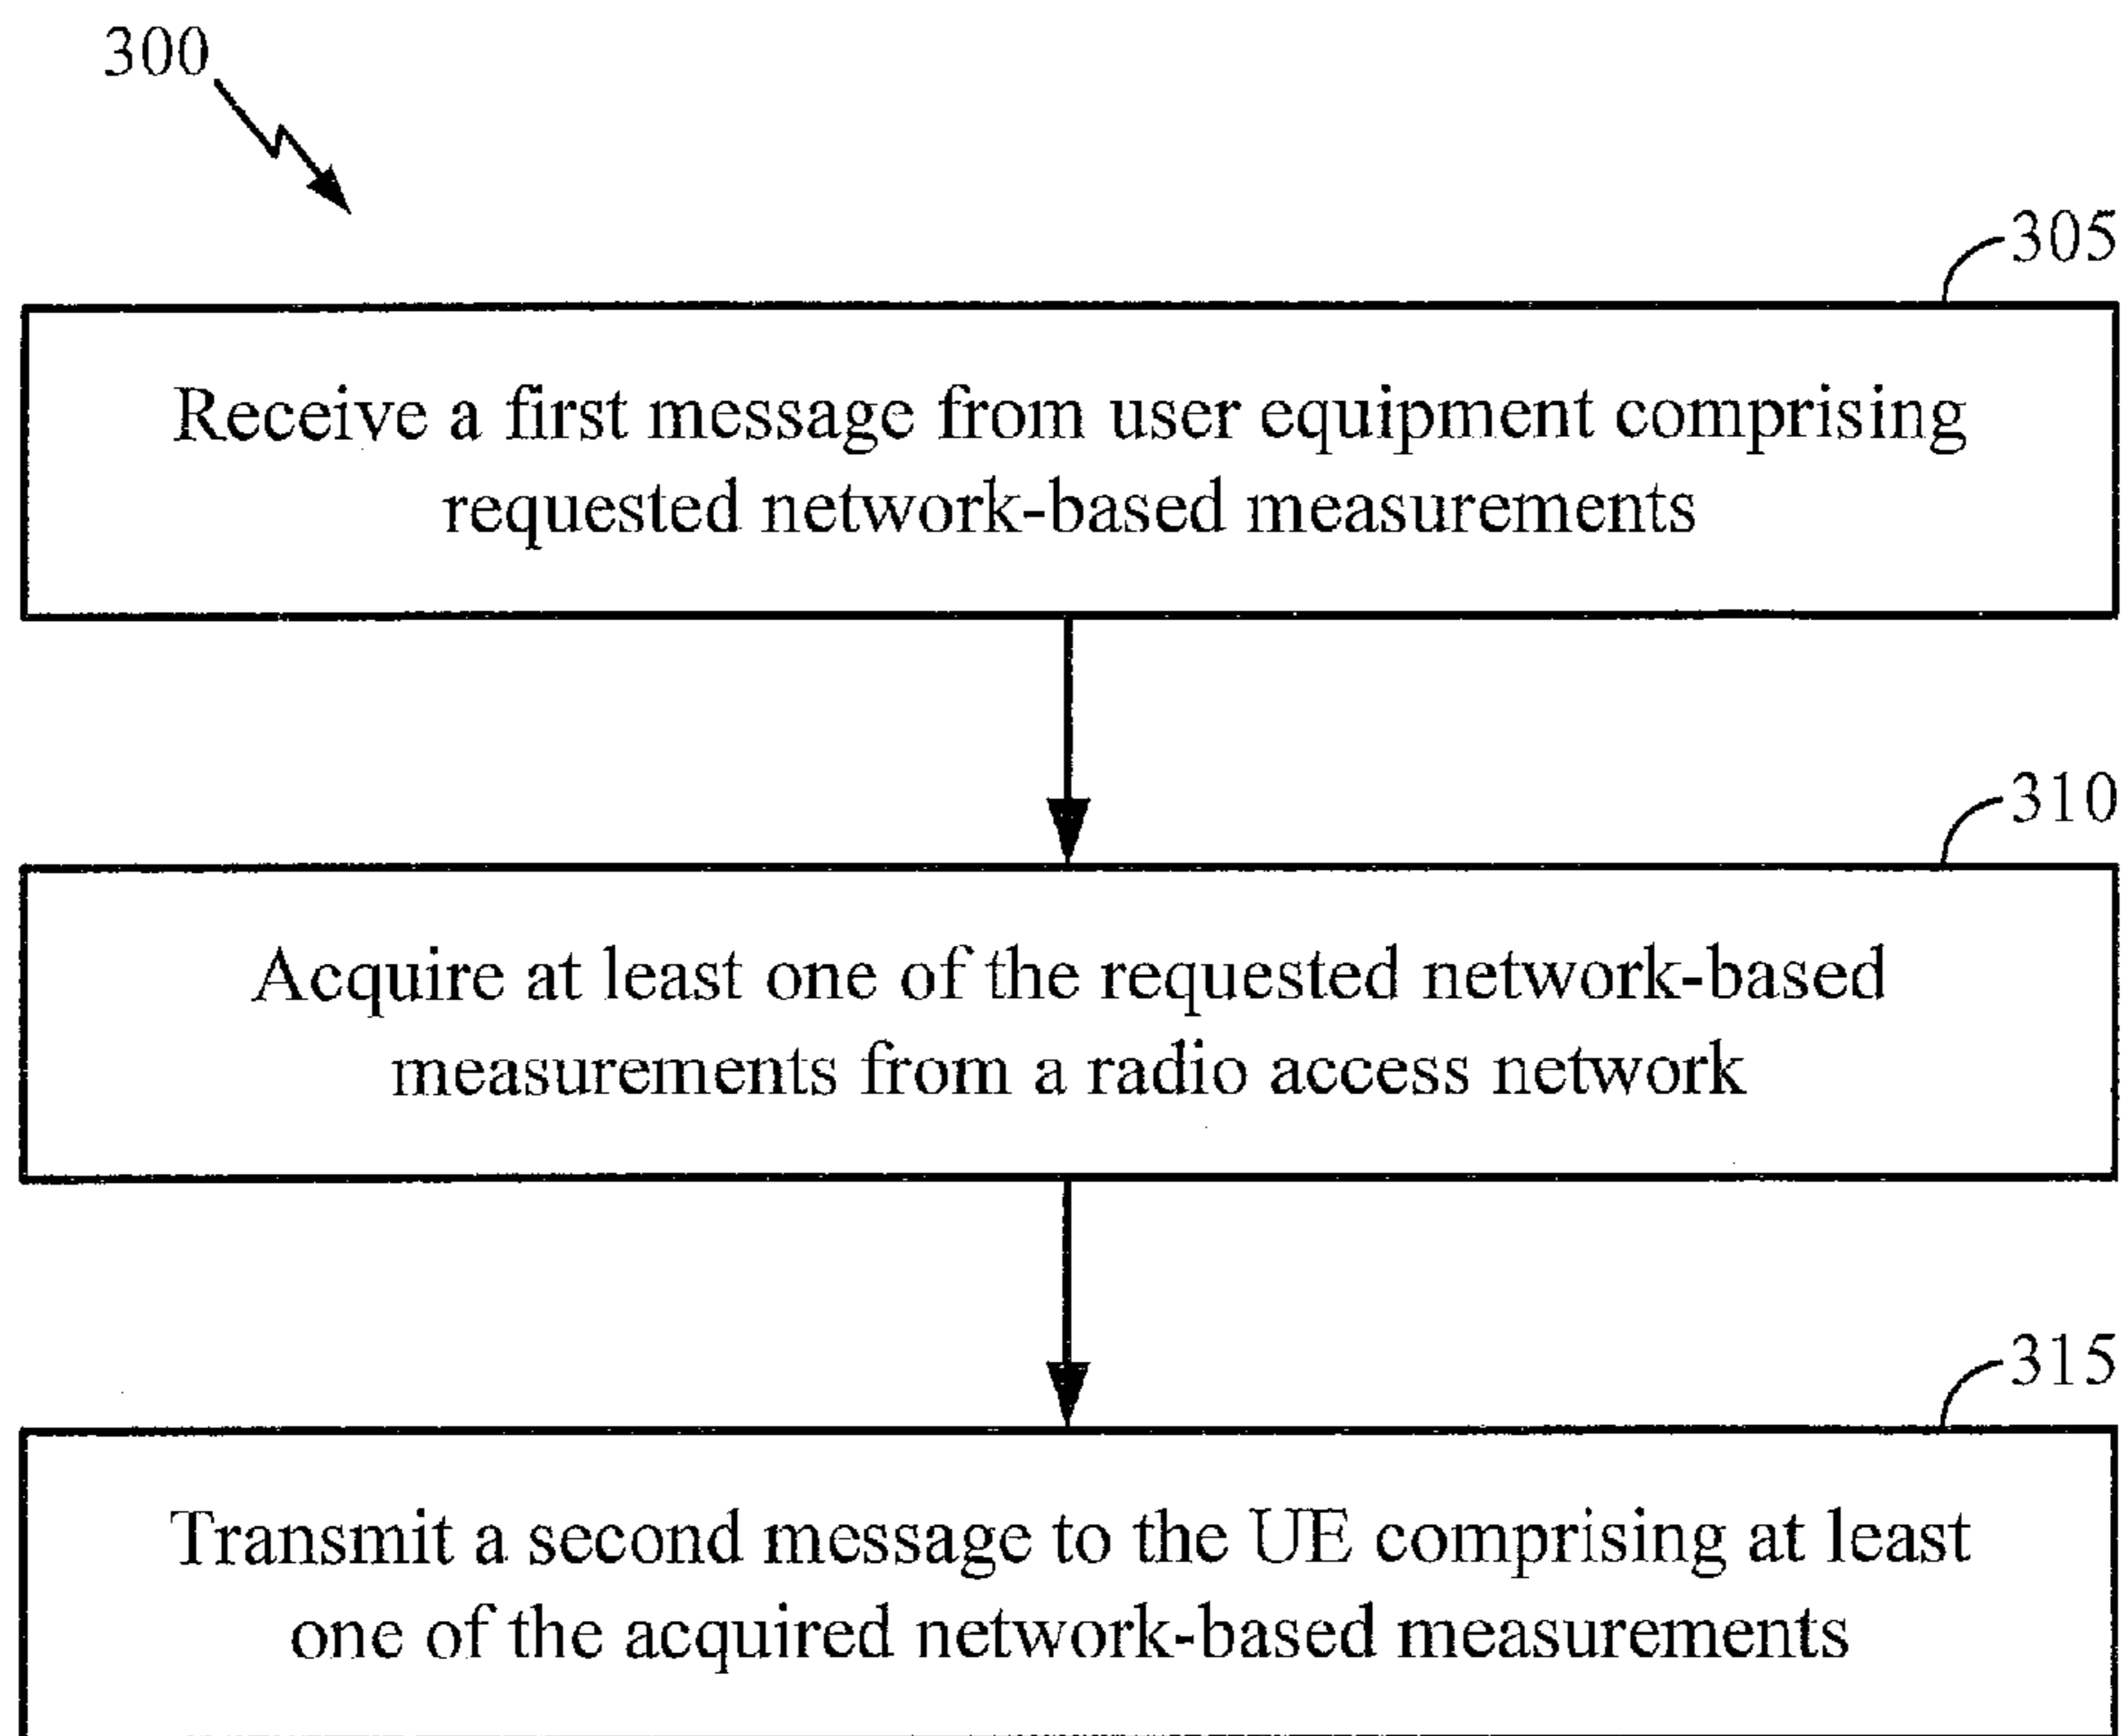 300
305
Receive a first message from user equipment comprising
requested network-based measurements
310
Acquire at least one of the requested network-based
measurements from a radio access network
315
Transmit a second message to the UE comprising at least
one of the acquired network-based measurements